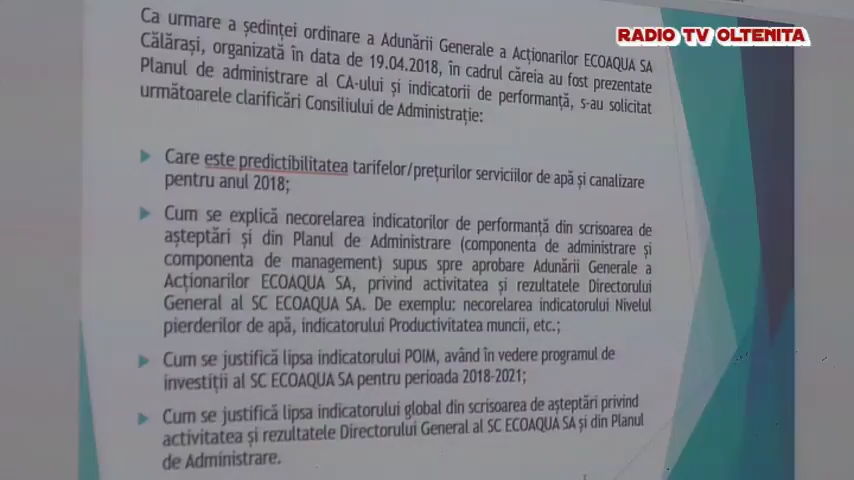 RADIO TV OLTENITA
Ca urmare a ședinței ordinare a Adunării Generale a Acționarilor ECOAQUA SA
Călărași, organizată în data de 19.04.2018, în cadrul căreia au fost prezentate
Planul de administrare al CA-ului și indicatorii de performanță, s-au solicitat
următoarele clarificări Consiliului de Administrație:
Care este predictibilitatea tarifelor/prețurilor serviciilor de apă și canalizare
pentru anul 2018;
Cum se explică necorelarea indicatorilor de performanță din scrisoarea de
așteptări și din Planul de Administrare (componenta de administrare și
componenta de management) supus spre aprobare Adunării Generale a
Acționarilor ECOAQUA SA, privind activitatea și rezultatele Directorului
General al SC ECOAQUA SA. De exemplu: necorelarea indicatorului Nivelul
pierderilor de apă, indicatorului Productivitatea muncii, etc.;
Cum se justifică lipsa indicatorului POIM, având în vedere programul de
investiții al SC ECOAQUA SA pentru perioada 2018-2021;
Cum se justifică lipsa indicatorului global din scrisoarea de așteptări privind
activitatea și rezultatele Directorului General al SC ECOAQUA SA și din Planul
de Administrare.